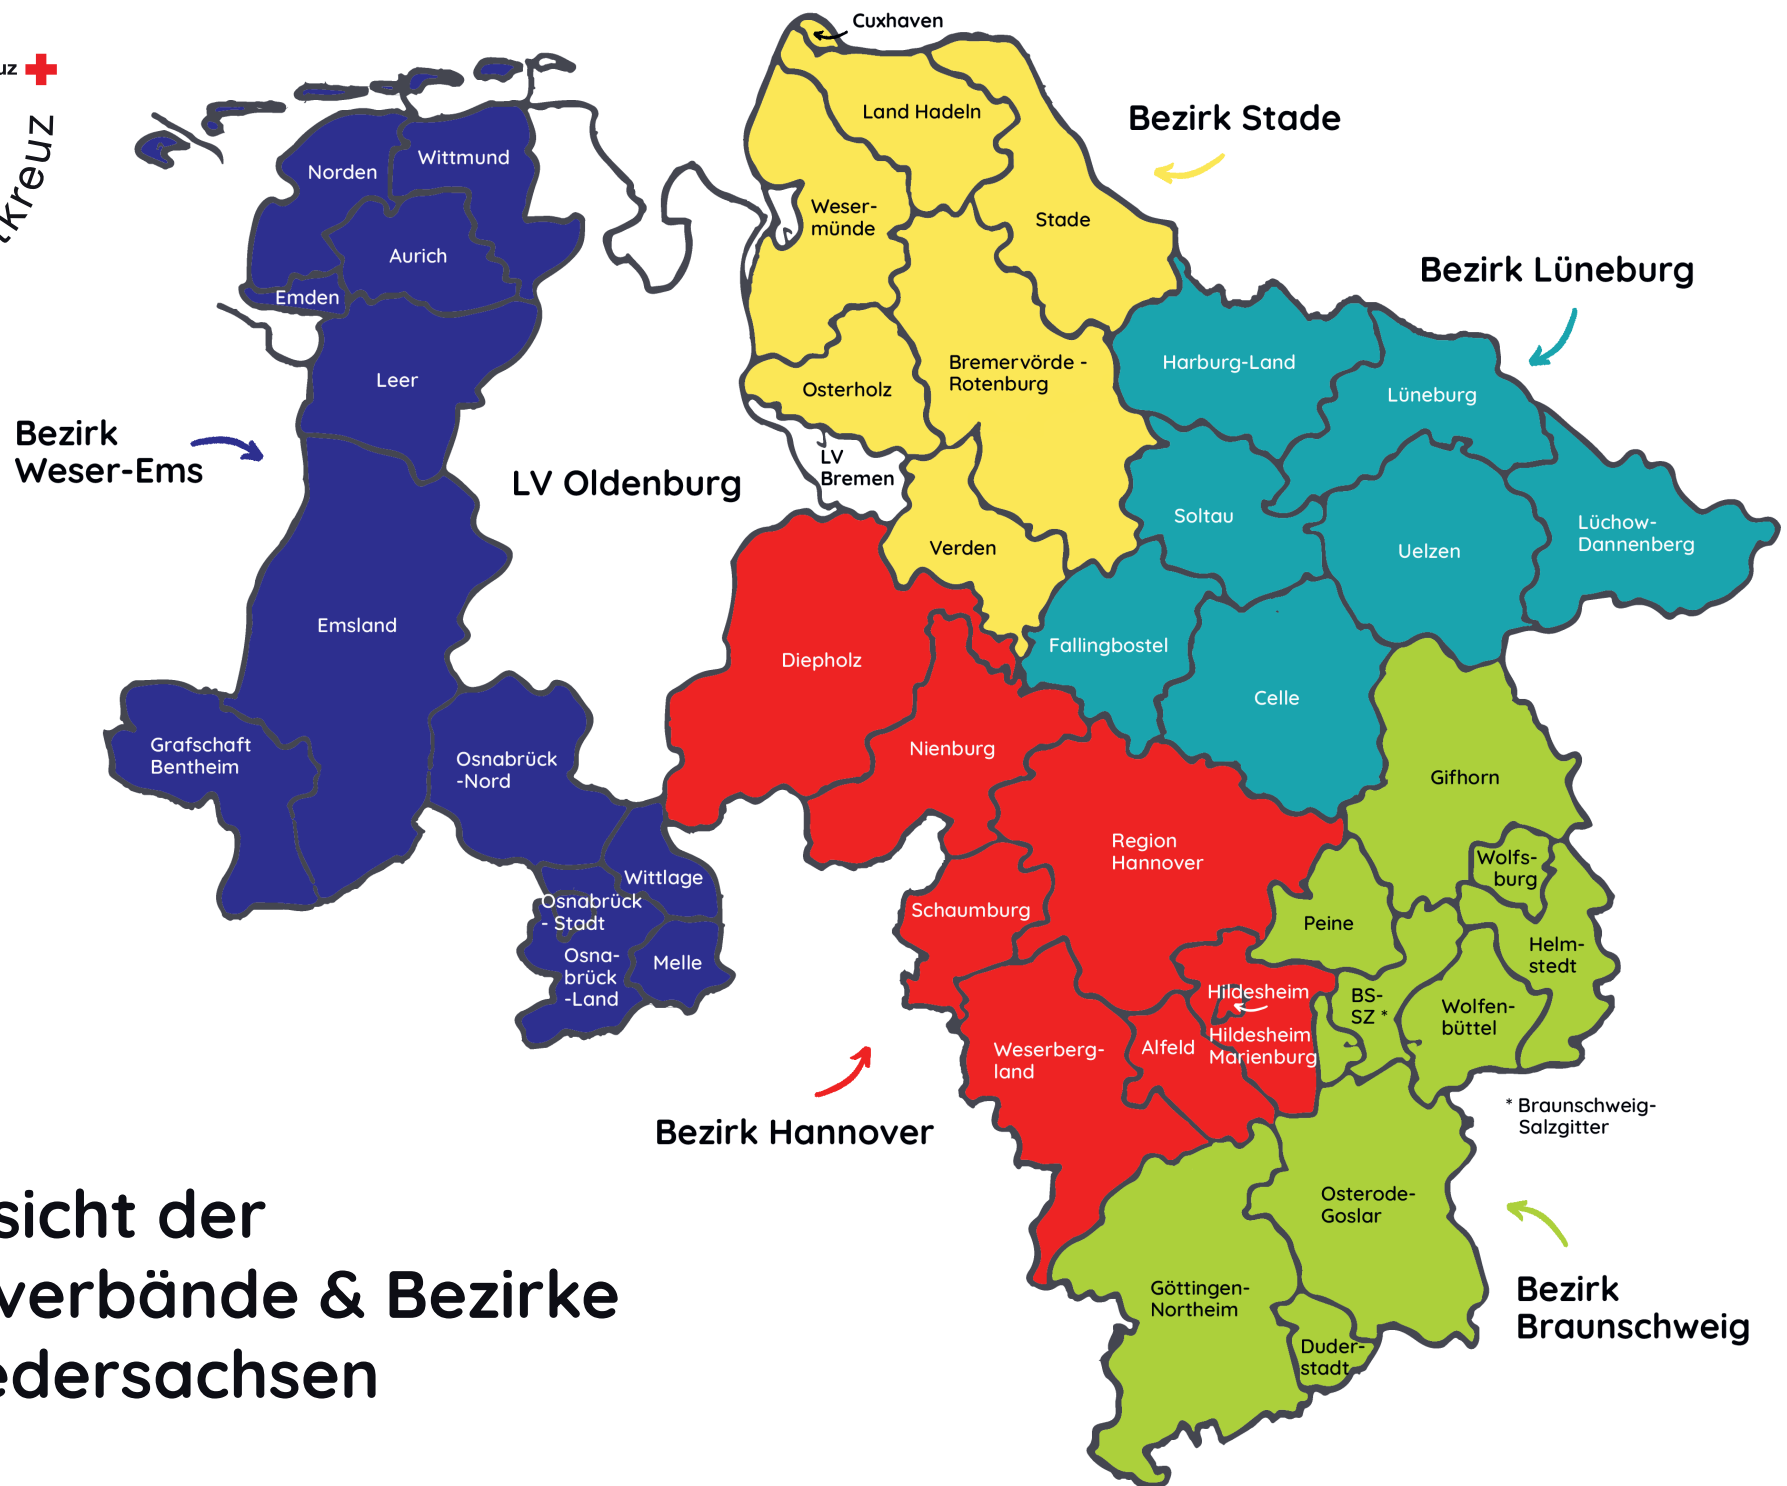 Cuxhaven
uz
Land Hadeln
Bezirk Stade
kreuz
Wittmund
Norden
Weser-
münde
Stade
Aurich
Bezirk Lüneburg
Emden
Bremervörde -
Rotenburg
Harburg-Land
Leer
Osterholz
Lüneburg
Bezirk
Weser-Ems
LV
Bremen
LV Oldenburg
Soltau
Lüchow-
Dannenberg
Verden
Uelzen
Emsland
Fallingbostel
Diepholz
Celle
Grafschaft
Bentheim
Nienburg
Osnabrück
-Nord
Gifhorn
Region
Hannover
Wolfs-
burg
Wittlage
Osnabrück
- Stadt
Schaumburg
Peine
Helm-
stedt
Osna-
brück
-Land
Melle
Hildesheim
BS-
SZ *
Wolfen-
büttel
Hildesheim
Marienburg
Weserberg-
land
Alfeld
* Braunschweig-
Salzgitter
Bezirk Hannover
sicht der
verbände & Bezirke
edersachsen
Osterode-
Goslar
Göttingen-
Northeim
Bezirk
Braunschweig
Duder-
stadt